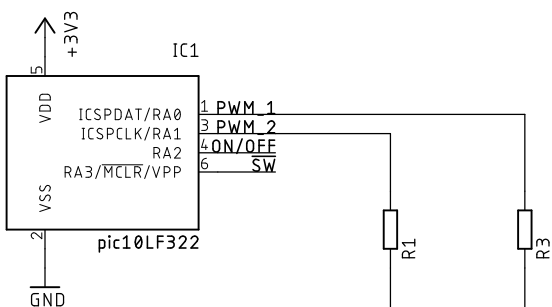 +3V3
IC1
5
VDD
ICSPDAT/RA0 1 PWM_1
ICSPCLK/RA1 3 PWM_2
RA2 4 ON/OFF
RA3/MCLR/VPP 6 SW
VSS
2
pic10LF322
R1
R3
GND